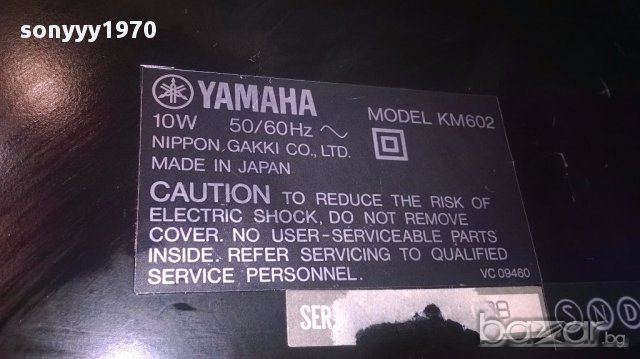 sonyyy1970
YAMAHA
MODEL KM602
10W 50/60Hz ~
NIPPON GAKKI CO., LTD.
MADE IN JAPAN
CAUTION TO REDUCE THE RISK OF
ELECTRIC SHOCK, DO NOT REMOVE
COVER. NO USER-SERVICEABLE PARTS
INSIDE. REFER SERVICING TO QUALIFIED
SERVICE PERSONNEL.
VC 09460
SER
S N D
bazar.bg